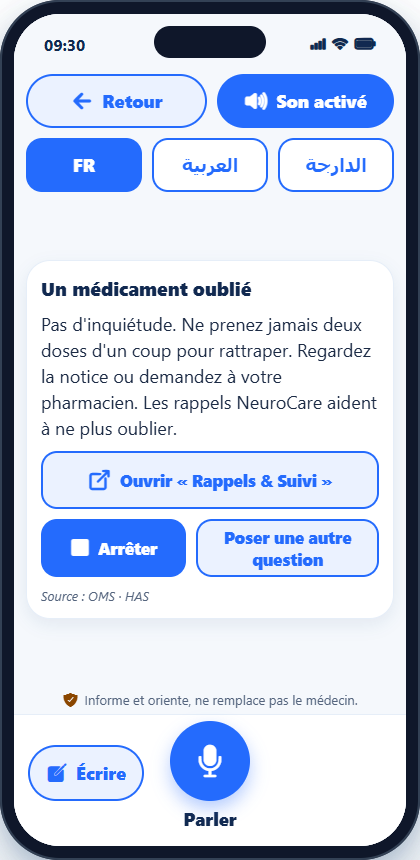 09:30
Retour
Son activé
FR
العربية
الدارجة
Un médicament oublié
Pas d'inquiétude. Ne prenez jamais deux
doses d'un coup pour rattraper. Regardez
la notice ou demandez à votre
pharmacien. Les rappels NeuroCare aident
à ne plus oublier.
Ouvrir « Rappels & Suivi »
Arrêter
Poser une autre
question
Source : OMS · HAS
Informe et oriente, ne remplace pas le médecin.
Écrire
Parler